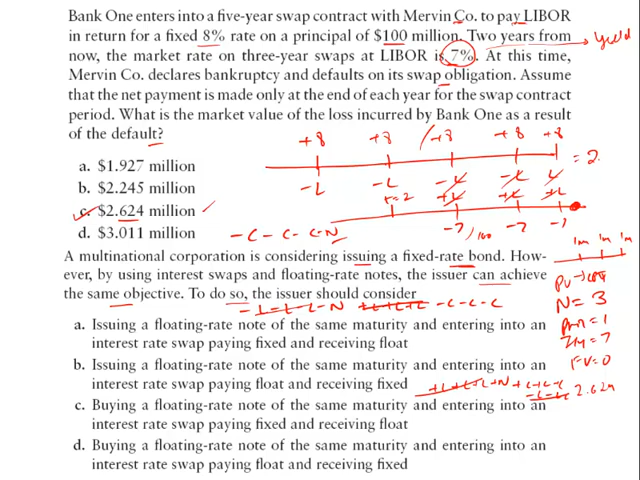 Bank One enters into a five-year swap contract with Mervin Co. to pay LIBOR
in return for a fixed 8% rate on a principal of $100 million. Two years from
now, the market rate on three-year swaps at LIBOR is 7%. At this time,
yield
Mervin Co. declares bankruptcy and defaults on its swap obligation. Assume
that the net payment is made only at the end of each year for the swap contract
period. What is the market value of the loss incurred by Bank One as a result
of the default?
+8 +8 +8 +8 +8
a. $1.927 million
= 2.
b. $2.245 million
-L -L -L -L
t=2 +L +L +L
c. $2.624 million
-7/100 -7 -7
d. $3.011 million
-C -C -C -C-N
1m 1m 1m
A multinational corporation is considering issuing a fixed-rate bond. How-
ever, by using interest swaps and floating-rate notes, the issuer can achieve
the same objective. To do so, the issuer should consider
-L-L-L-L-N -C-C-C
N = 3
a. Issuing a floating-rate note of the same maturity and entering into an
interest rate swap paying fixed and receiving float
Pmt = 1
I/Y = 7
b. Issuing a floating-rate note of the same maturity and entering into an
interest rate swap paying float and receiving fixed
FV=0
2.624
c. Buying a floating-rate note of the same maturity and entering into an
interest rate swap paying fixed and receiving float
d. Buying a floating-rate note of the same maturity and entering into an
interest rate swap paying float and receiving fixed